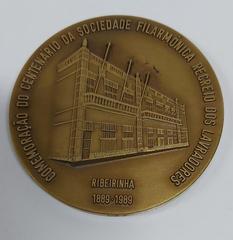 COMEMORAÇÃO DO CENTENÁRIO DA SOCIEDADE FILARMÓNICA RECREIO DOS LAVRADORES
RIBEIRINHA
1889-1989